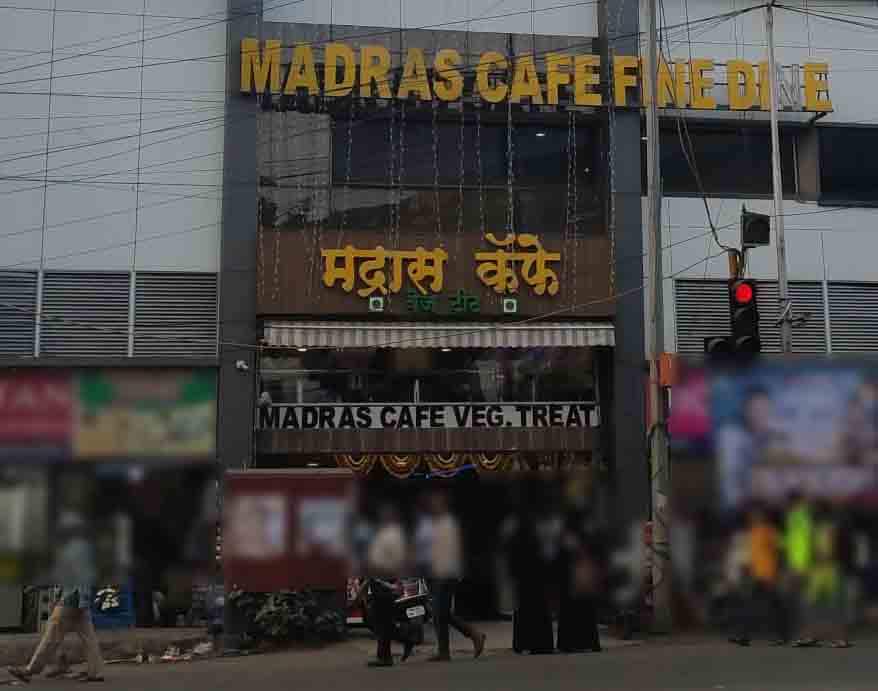 MADRAS CAFE FINE DINE
मद्रास कॅफे
वेज ट्रीट
MADRAS CAFE VEG. TREAT